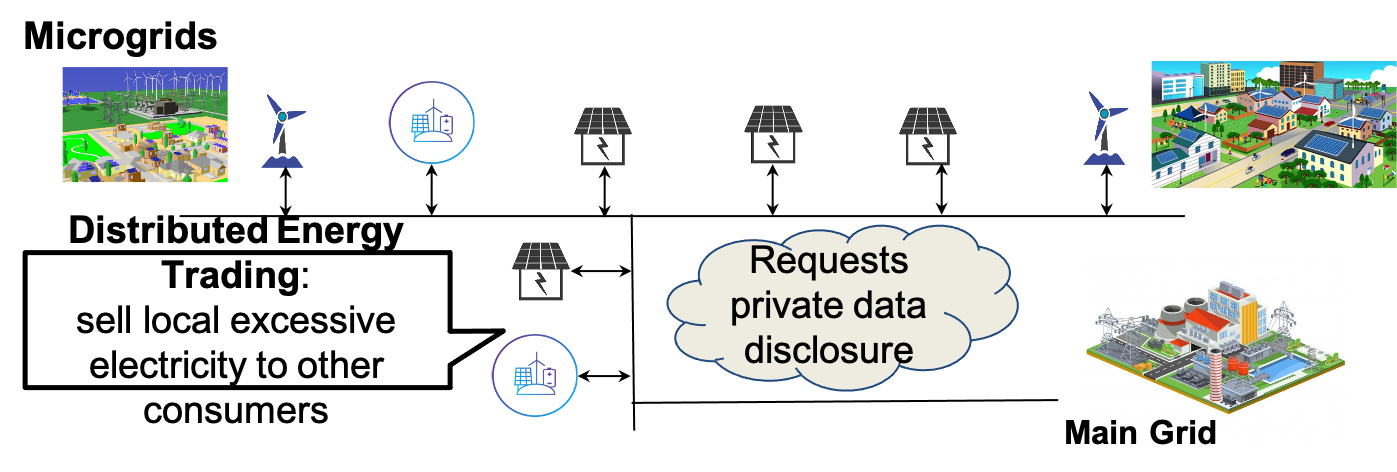 Microgrids
Distributed Energy
Trading:
sell local excessive
electricity to other
consumers
Requests
private data
disclosure
Main Grid